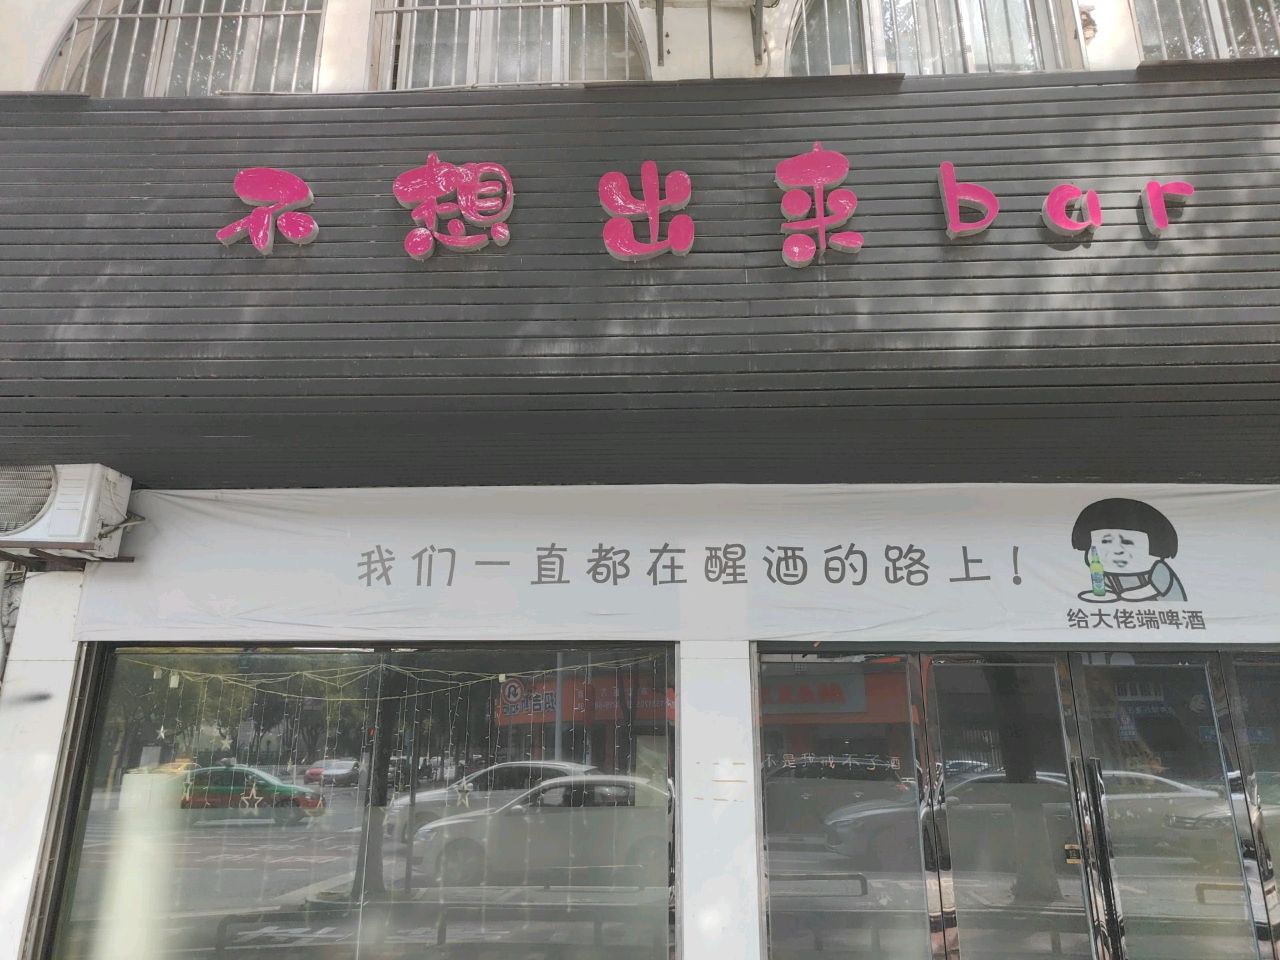 不想出来bar
我们一直都在醒酒的路上！
给大佬端啤酒